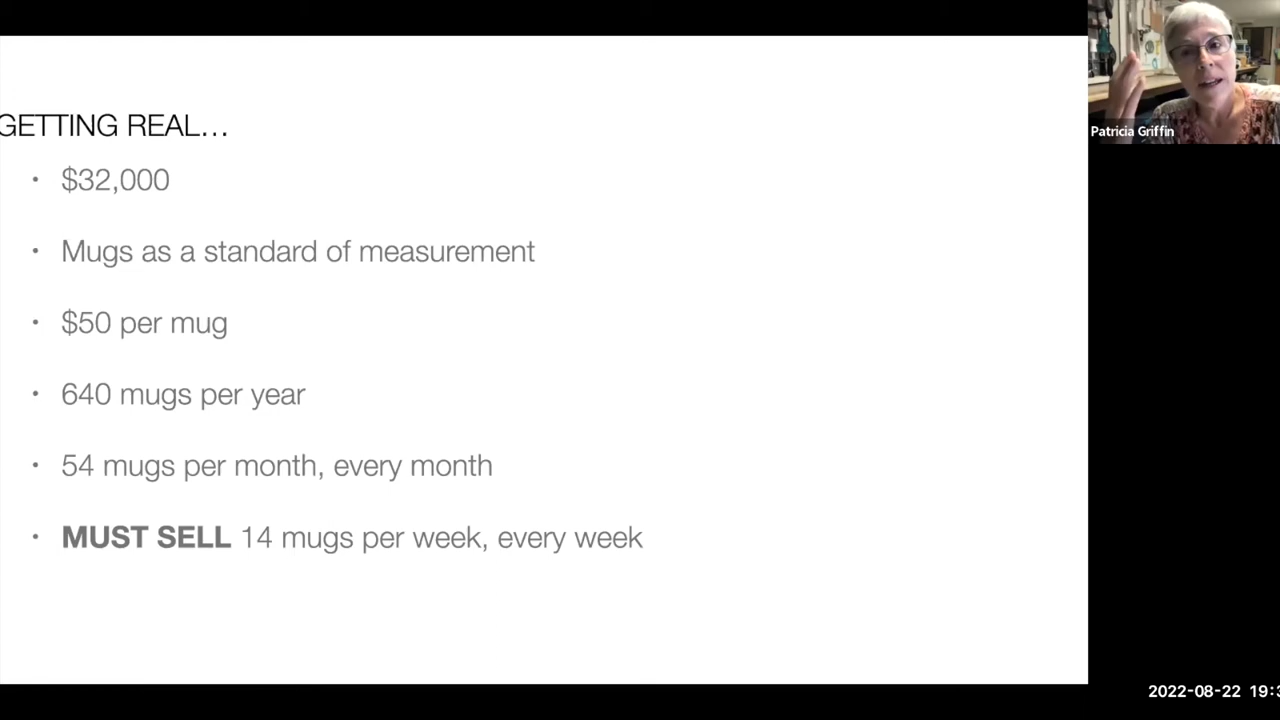 GETTING REAL…
• $32,000
• Mugs as a standard of measurement
• $50 per mug
• 640 mugs per year
• 54 mugs per month, every month
• MUST SELL 14 mugs per week, every week
Patricia Griffin
2022-08-22 19:3